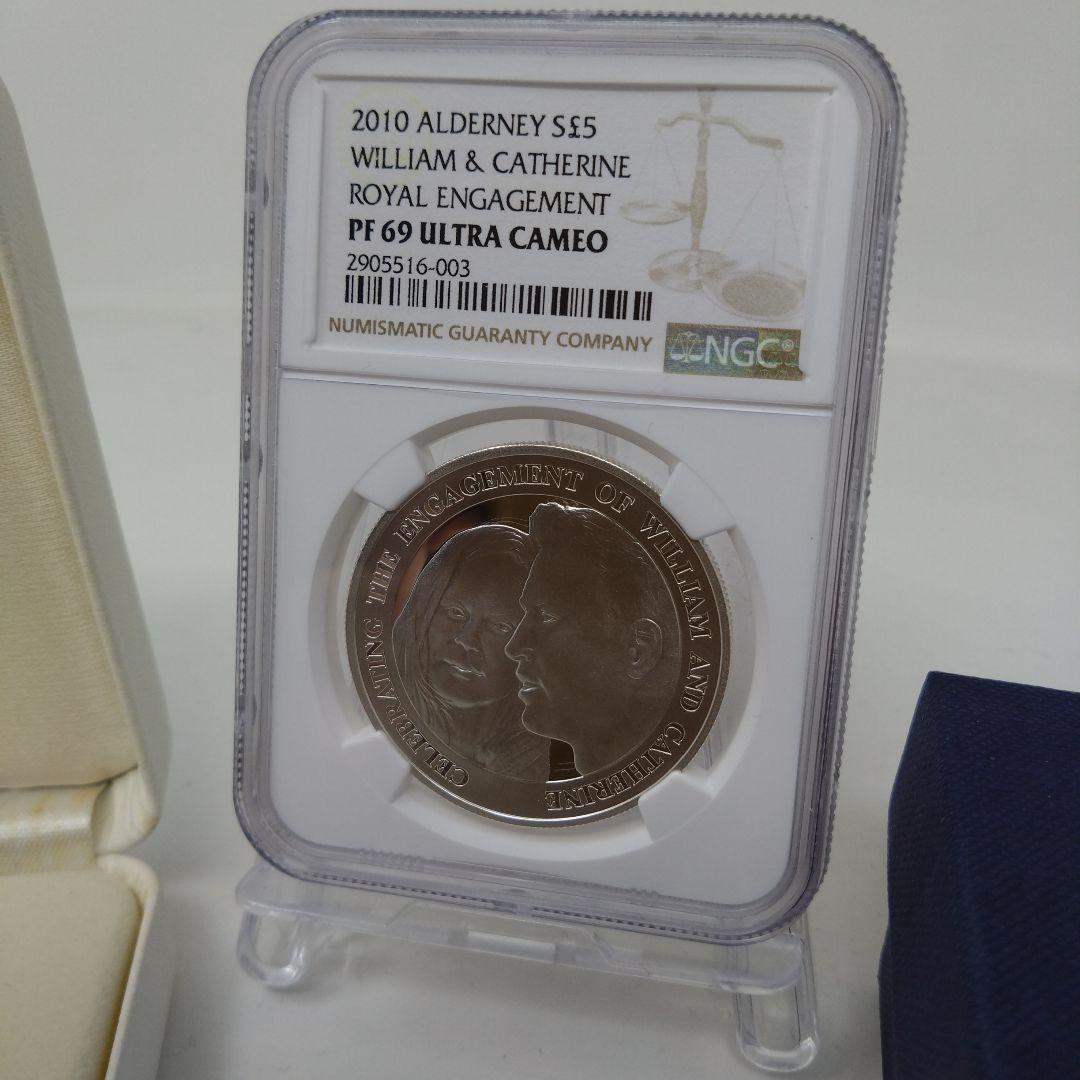 2010 ALDERNEY S£5
WILLIAM & CATHERINE
ROYAL ENGAGEMENT
PF 69 ULTRA CAMEO
2905516-003
NUMISMATIC GUARANTY COMPANY
NGC®
CELEBRATING THE ENGAGEMENT OF WILLIAM AND CATHERINE